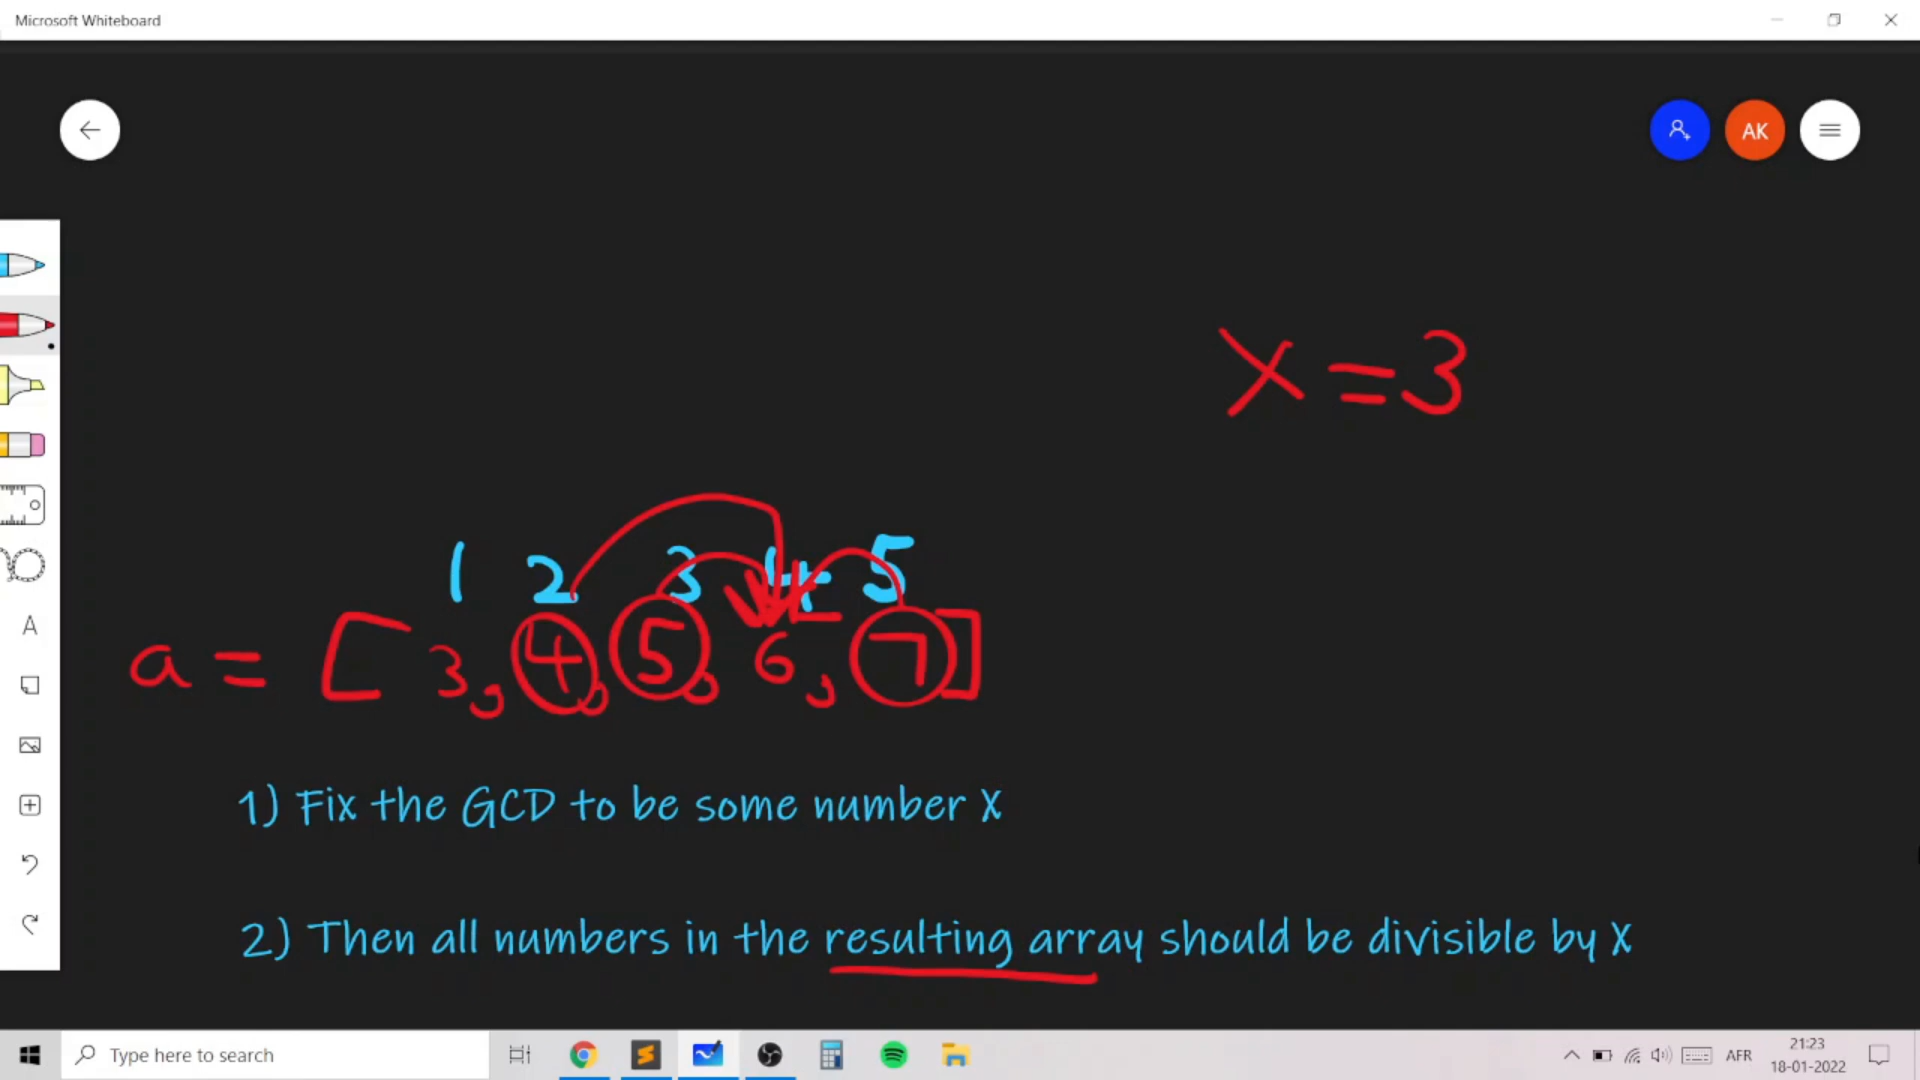 Microsoft Whiteboard
AK
X = 3
1 2 3 4 5
a = [ 3, 4, 5, 6, 7 ]
1) Fix the GCD to be some number X
2) Then all numbers in the resulting array should be divisible by X
A
Type here to search
AFR
21:23
18-01-2022